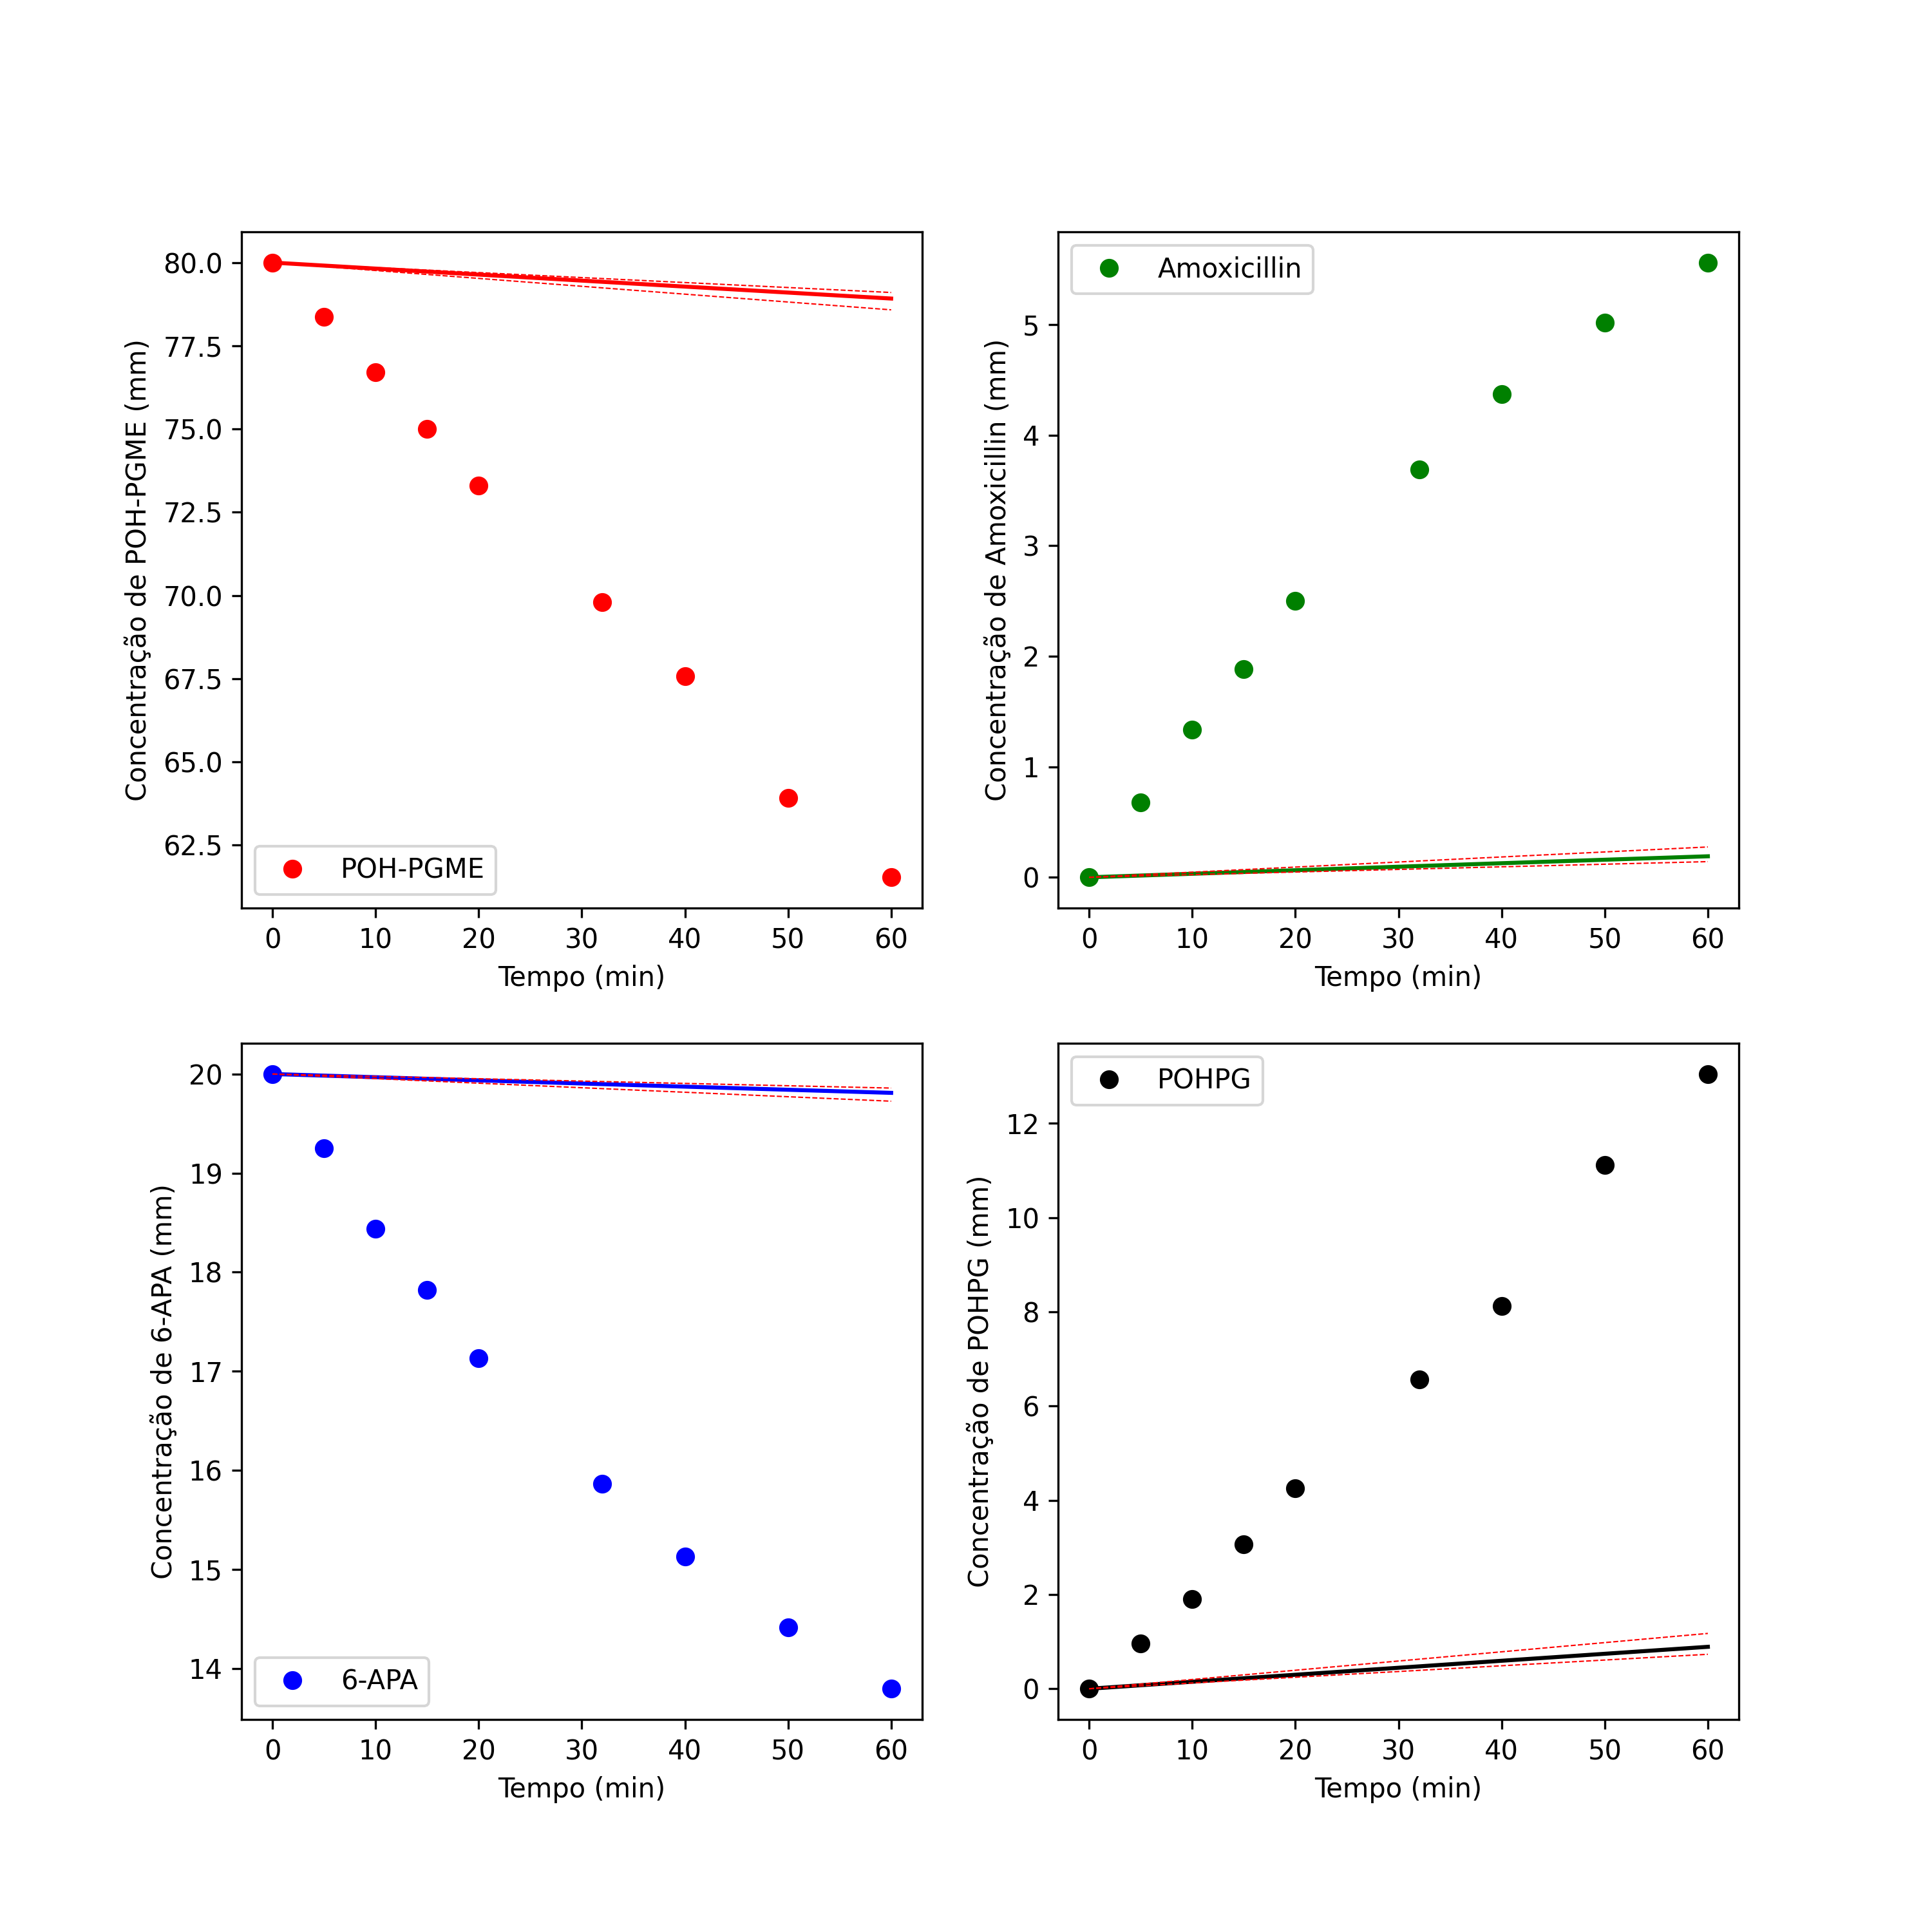 Concentração de POH-PGME (mm)
80.0
77.5
75.0
72.5
70.0
67.5
65.0
62.5
POH-PGME
0 10 20 30 40 50 60
Tempo (min)
Concentração de Amoxicillin (mm)
Amoxicillin
5
4
3
2
1
0
0 10 20 30 40 50 60
Tempo (min)
Concentração de 6-APA (mm)
20
19
18
17
16
15
14
6-APA
0 10 20 30 40 50 60
Tempo (min)
Concentração de POHPG (mm)
POHPG
12
10
8
6
4
2
0
0 10 20 30 40 50 60
Tempo (min)